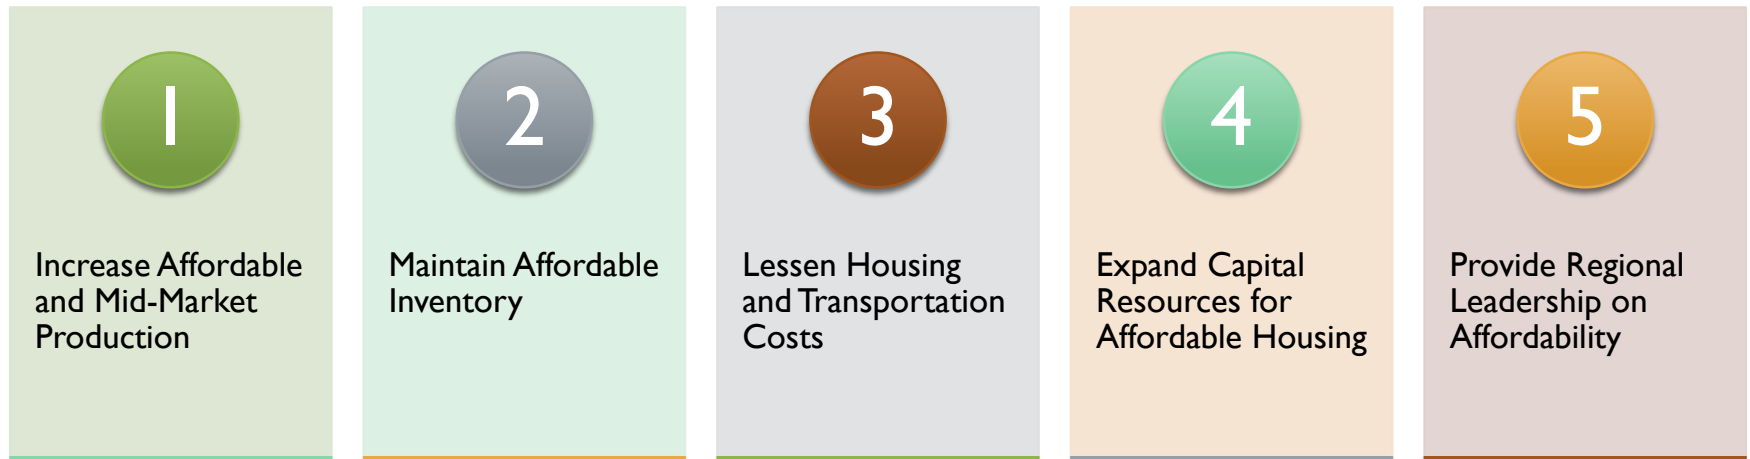 1
Increase Affordable
and Mid-Market
Production
2
Maintain Affordable
Inventory
3
Lessen Housing
and Transportation
Costs
4
Expand Capital
Resources for
Affordable Housing
5
Provide Regional
Leadership on
Affordability